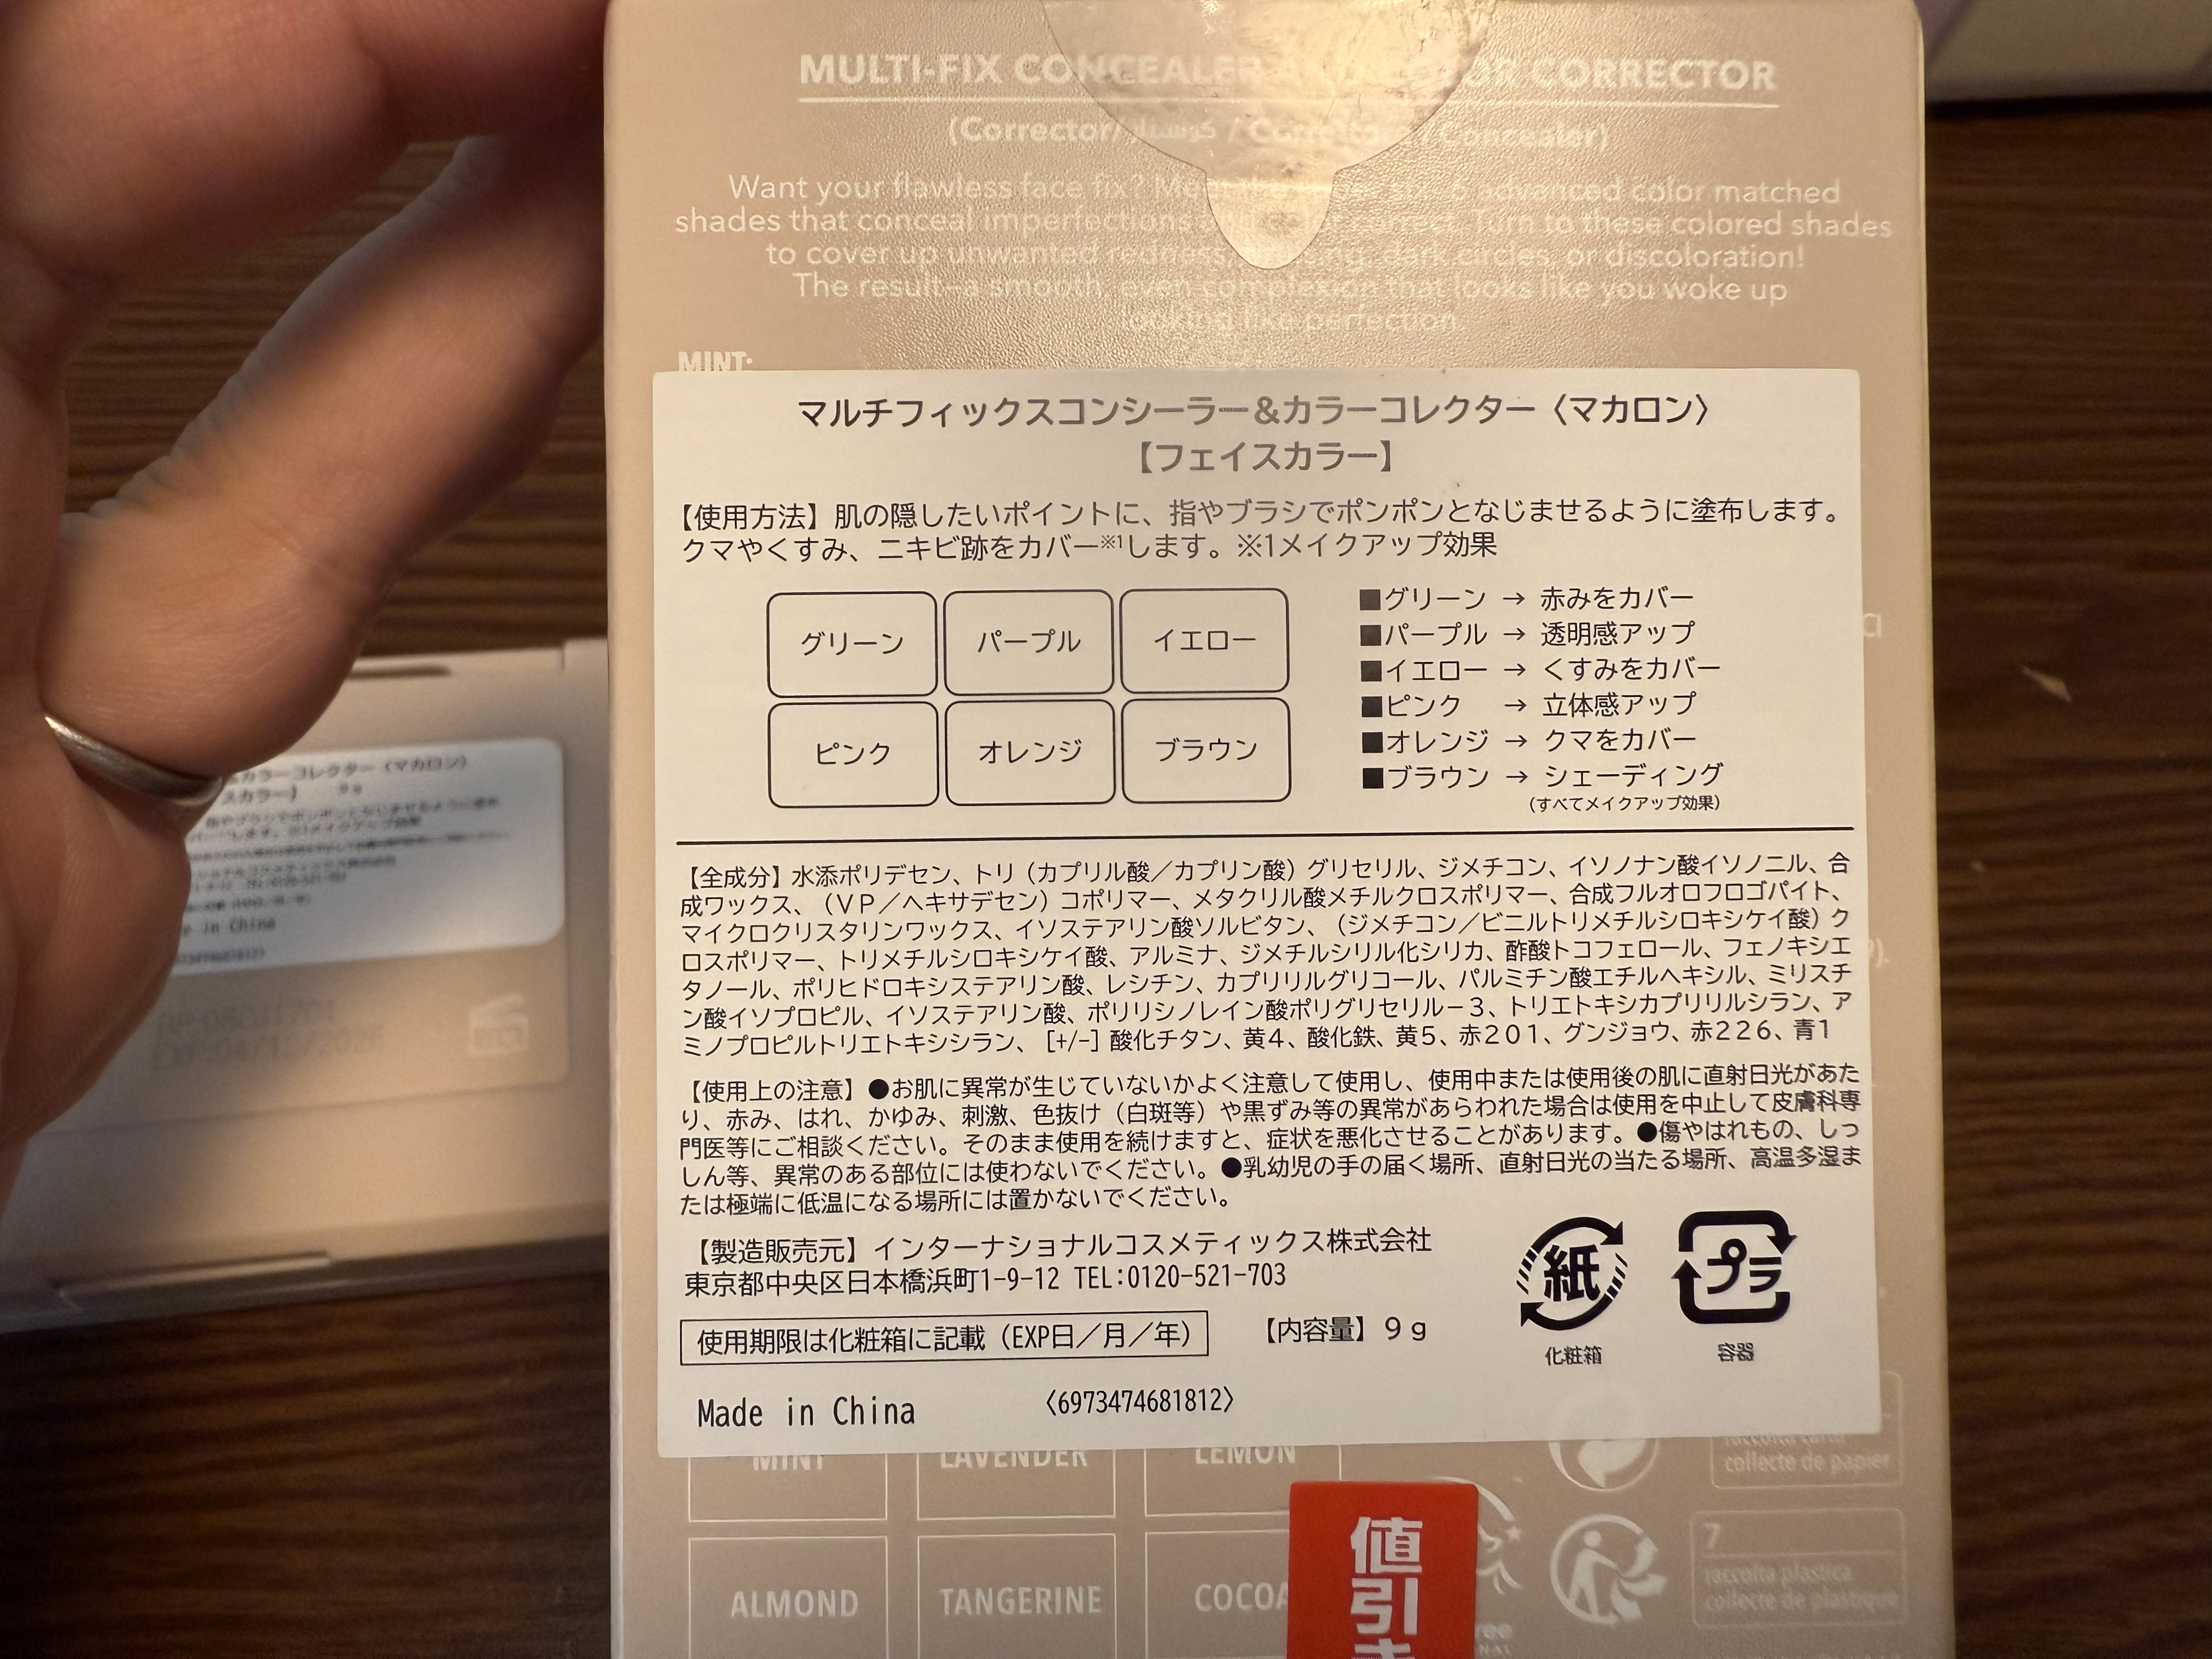 MULTI-FIX CONCEALER CORRECTOR
(Corrector/ / Concealer)
Want your flawless face fix? advanced color matched
shades that conceal imperfections Turn to these colored shades
to cover up unwanted redness, dark circles, or discoloration!
The result—a smooth, even complexion that looks like you woke up
looking like perfection.
MINT:
マルチフィックスコンシーラー&カラーコレクター〈マカロン〉
【フェイスカラー】
【使用方法】肌の隠したいポイントに、指やブラシでポンポンとなじませるように塗布します。
クマやくすみ、ニキビ跡をカバー※1します。※1メイクアップ効果
グリーン パープル イエロー
ピンク オレンジ ブラウン
■グリーン → 赤みをカバー
■パープル → 透明感アップ
■イエロー → くすみをカバー
■ピンク → 立体感アップ
■オレンジ → クマをカバー
■ブラウン → シェーディング
(すべてメイクアップ効果)
【全成分】水添ポリデセン、トリ（カプリル酸／カプリン酸）グリセリル、ジメチコン、イソノナン酸イソノニル、合
成ワックス、（ＶＰ／ヘキサデセン）コポリマー、メタクリル酸メチルクロスポリマー、合成フルオロフロゴパイト、
マイクロクリスタリンワックス、イソステアリン酸ソルビタン、（ジメチコン／ビニルトリメチルシロキシケイ酸）ク
ロスポリマー、トリメチルシロキシケイ酸、アルミナ、ジメチルシリル化シリカ、酢酸トコフェロール、フェノキシエ
タノール、ポリヒドロキシステアリン酸、レシチン、カプリリルグリコール、パルミチン酸エチルヘキシル、ミリスチ
ン酸イソプロピル、イソステアリン酸、ポリリシノレイン酸ポリグリセリル－３、トリエトキシカプリリルシラン、ア
ミノプロピルトリエトキシシラン、[+/-] 酸化チタン、黄４、酸化鉄、黄５、赤２０１、グンジョウ、赤２２６、青１
【使用上の注意】●お肌に異常が生じていないかよく注意して使用し、使用中または使用後の肌に直射日光があた
り、赤み、はれ、かゆみ、刺激、色抜け（白斑等）や黒ずみ等の異常があらわれた場合は使用を中止して皮膚科専
門医等にご相談ください。そのまま使用を続けますと、症状を悪化させることがあります。●傷やはれもの、しっ
しん等、異常のある部位には使わないでください。●乳幼児の手の届く場所、直射日光の当たる場所、高温多湿ま
たは極端に低温になる場所には置かないでください。
【製造販売元】インターナショナルコスメティックス株式会社
東京都中央区日本橋浜町1-9-12 TEL:0120-521-703
紙
化粧箱
プラ
容器
使用期限は化粧箱に記載（EXP日／月／年）
【内容量】９ｇ
Made in China
〈6973474681812〉
MINT LAVENDER LEMON
ALMOND TANGERINE COCOA
値引
collecte de papier
7
raccolta plastica
collecte de plastique
カラーコレクター〈マカロン〉
スカラー】 9g
in China